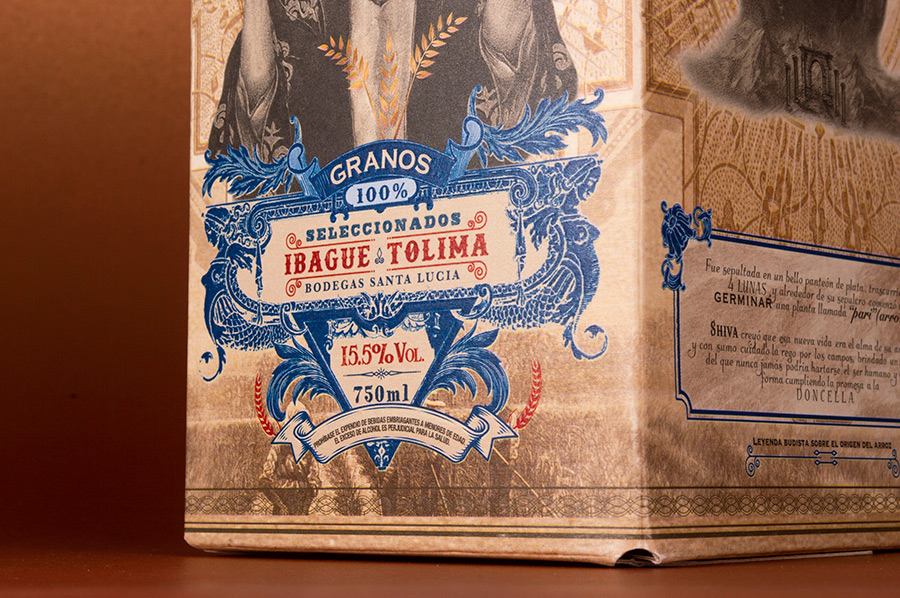 GRANOS
100%
SELECCIONADOS
IBAGUE TOLIMA
BODEGAS SANTA LUCIA
15.5% VOL.
750ml
PROHÍBASE EL EXPENDIO DE BEBIDAS EMBRIAGANTES A MENORES DE EDAD
EL EXCESO DE ALCOHOL ES PERJUDICIAL PARA LA SALUD.
Fue sepultada en un bello panteón de plata, trascurri
4 LUNAS y alrededor de su sepulcro comenzó
GERMINAR una planta llamada "pari" (arro
SHIVA creyó que esa nueva vida era el alma de su
y con sumo cuidado la rego por los campos, brindado un
del que nunca jamás podría hartarse el ser humano y
forma cumpliendo la promesa a la
DONCELLA
LEYENDA BUDISTA SOBRE EL ORIGEN DEL ARROZ